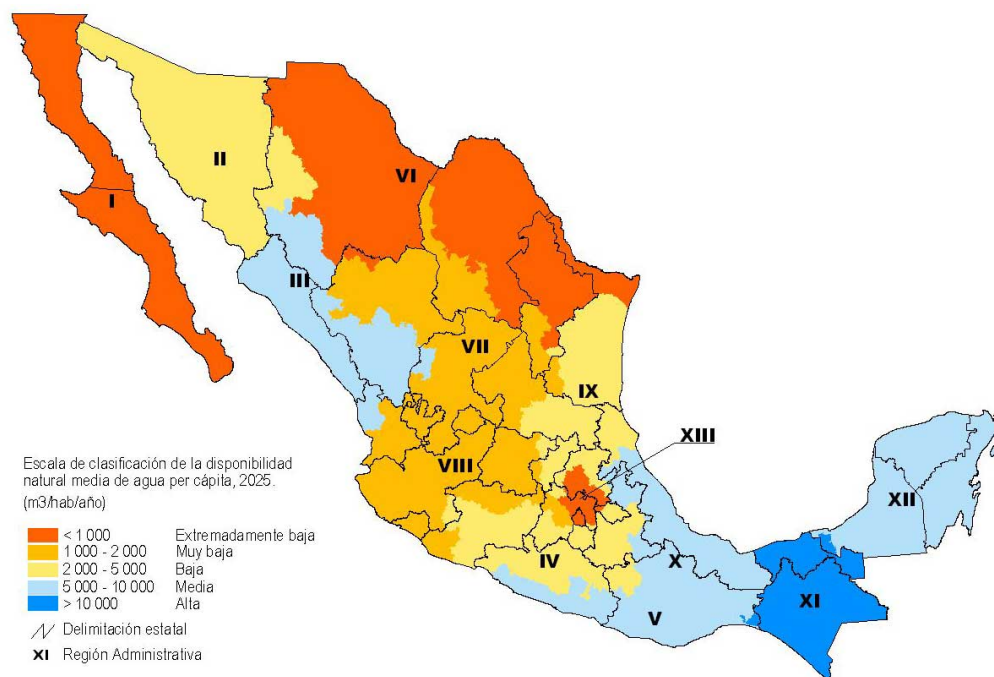 II
VI
I
III
VII
IX
XIII
VIII
XII
Escala de clasificación de la disponibilidad
natural media de agua per cápita, 2025.
(m3/hab/año)
< 1 000 Extremadamente baja
1 000 - 2 000 Muy baja
2 000 - 5 000 Baja
5 000 - 10 000 Media
> 10 000 Alta
Delimitación estatal
XI Región Administrativa
IV
X
V
XI